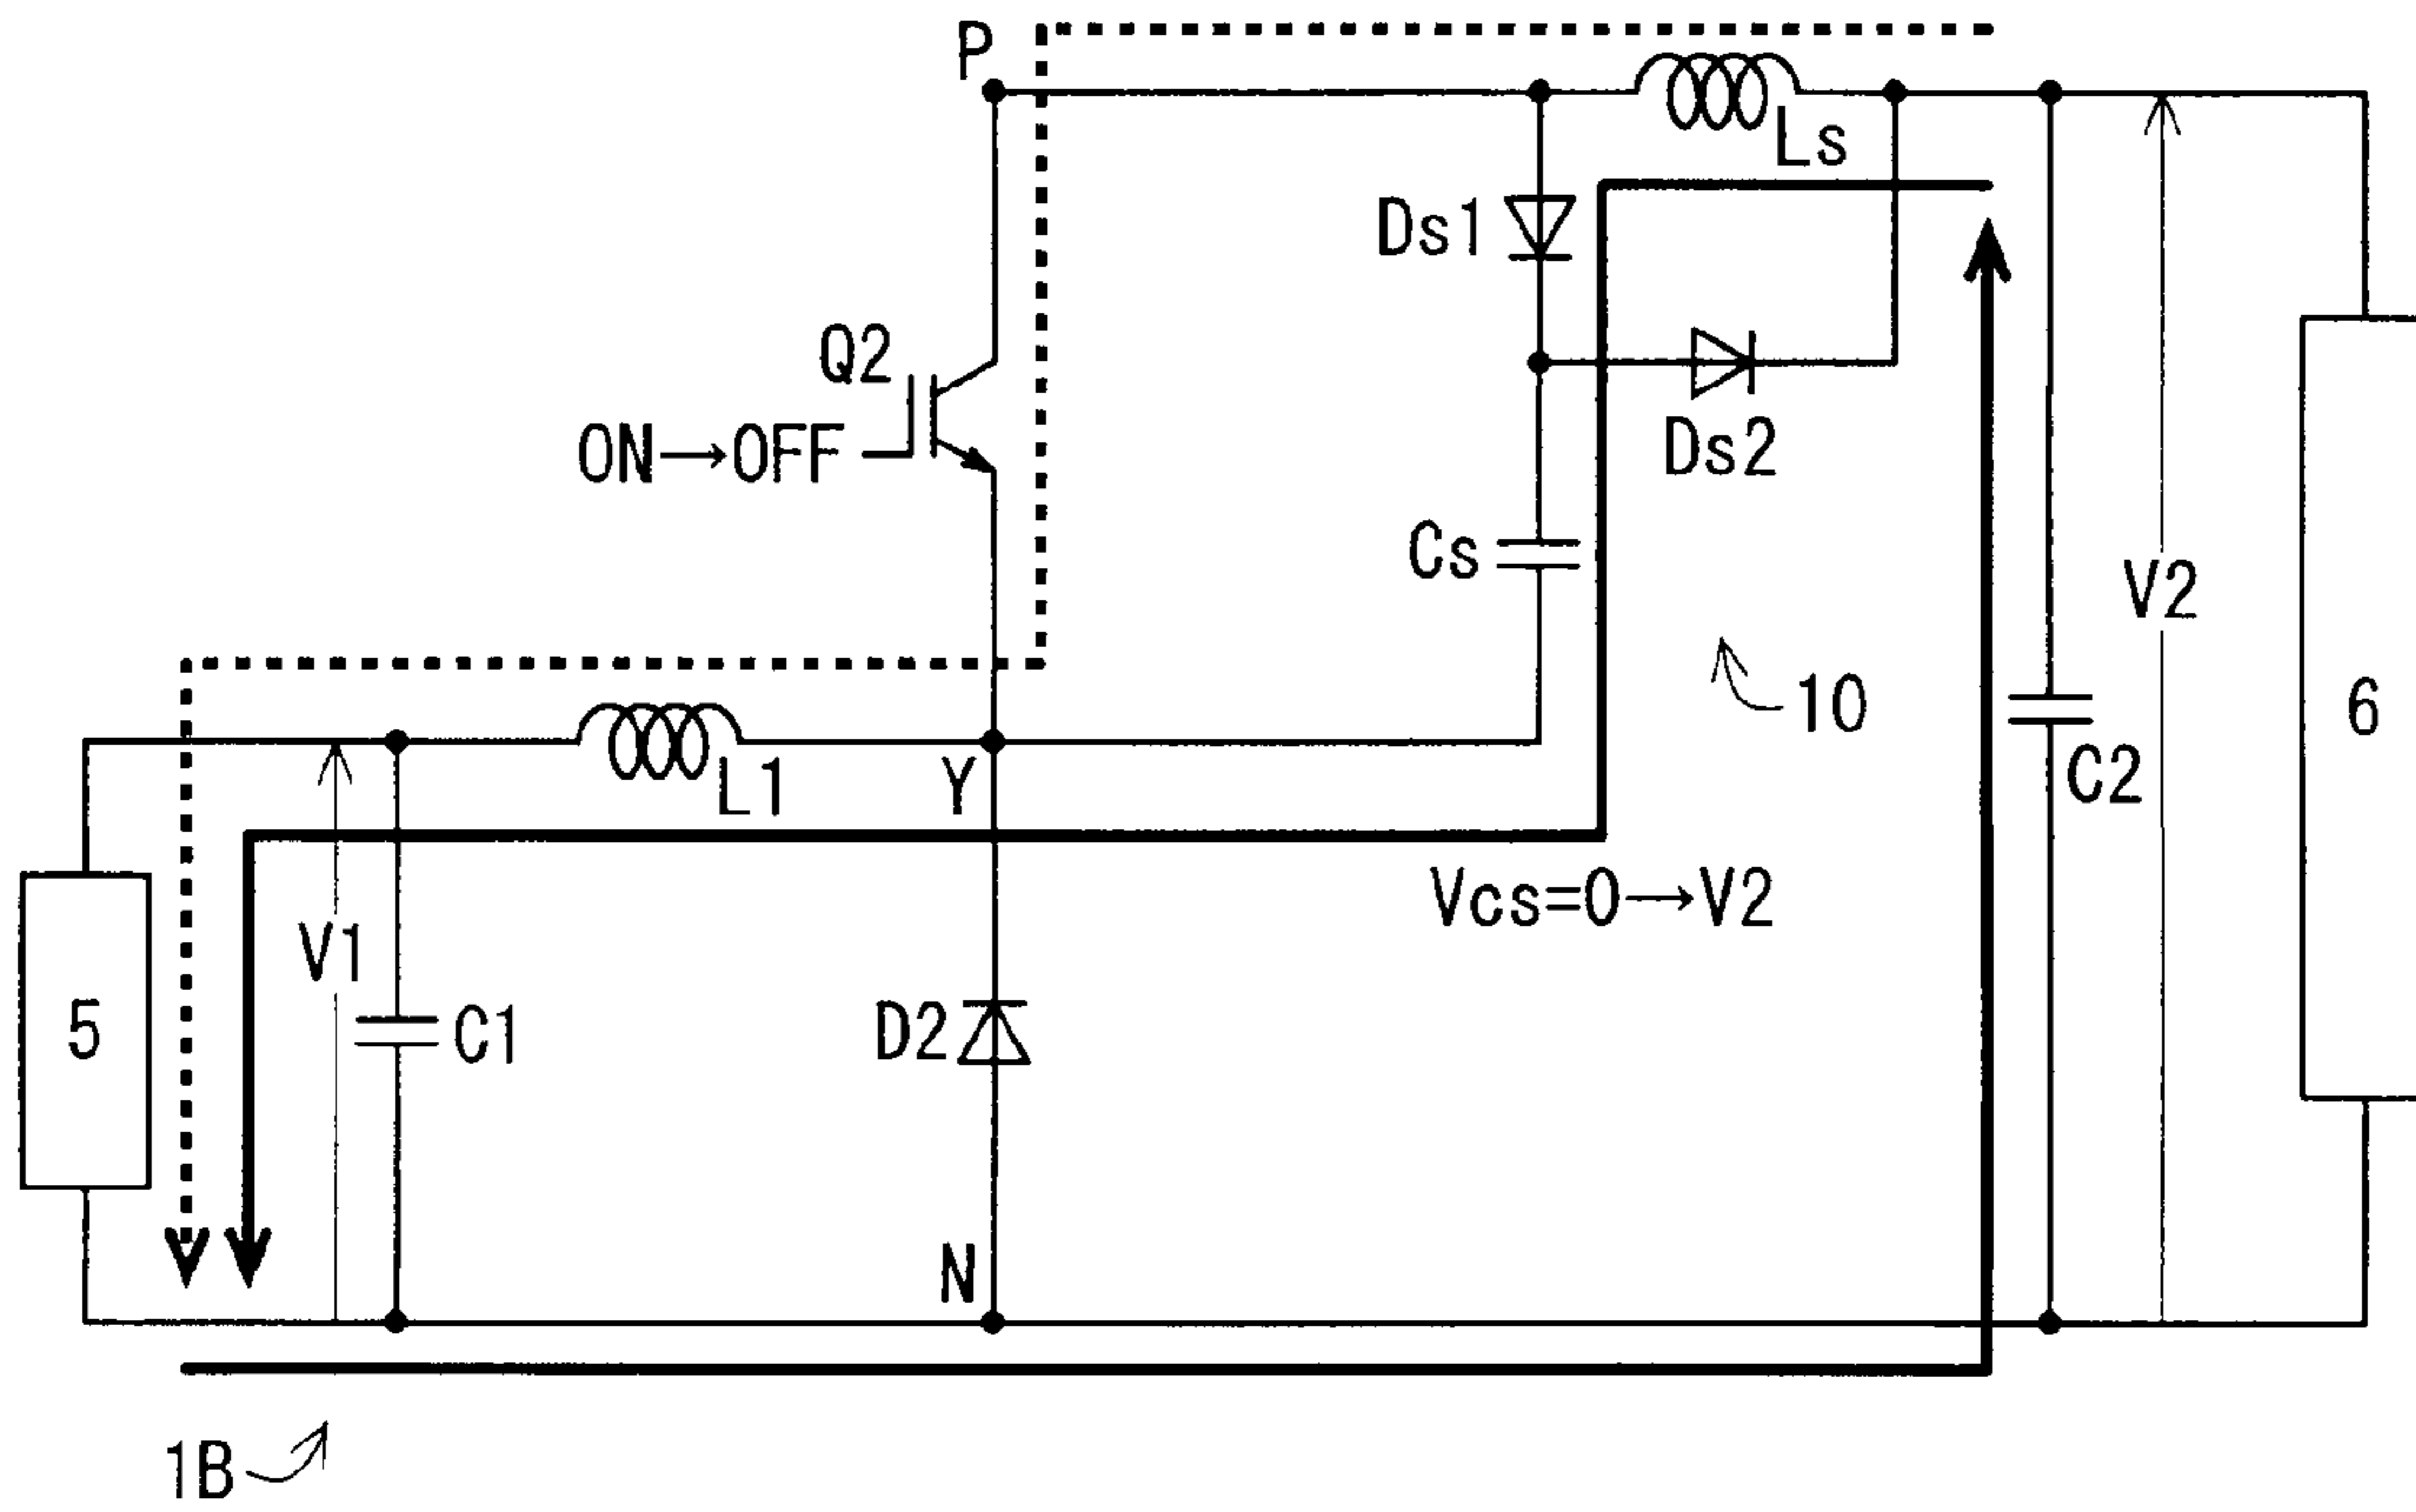 P
Ls
Ds1
Q2
ON→OFF
Ds2
Cs
V2
10
6
L1
Y
C2
Vcs=0→V2
V1
5
C1
D2
N
1B